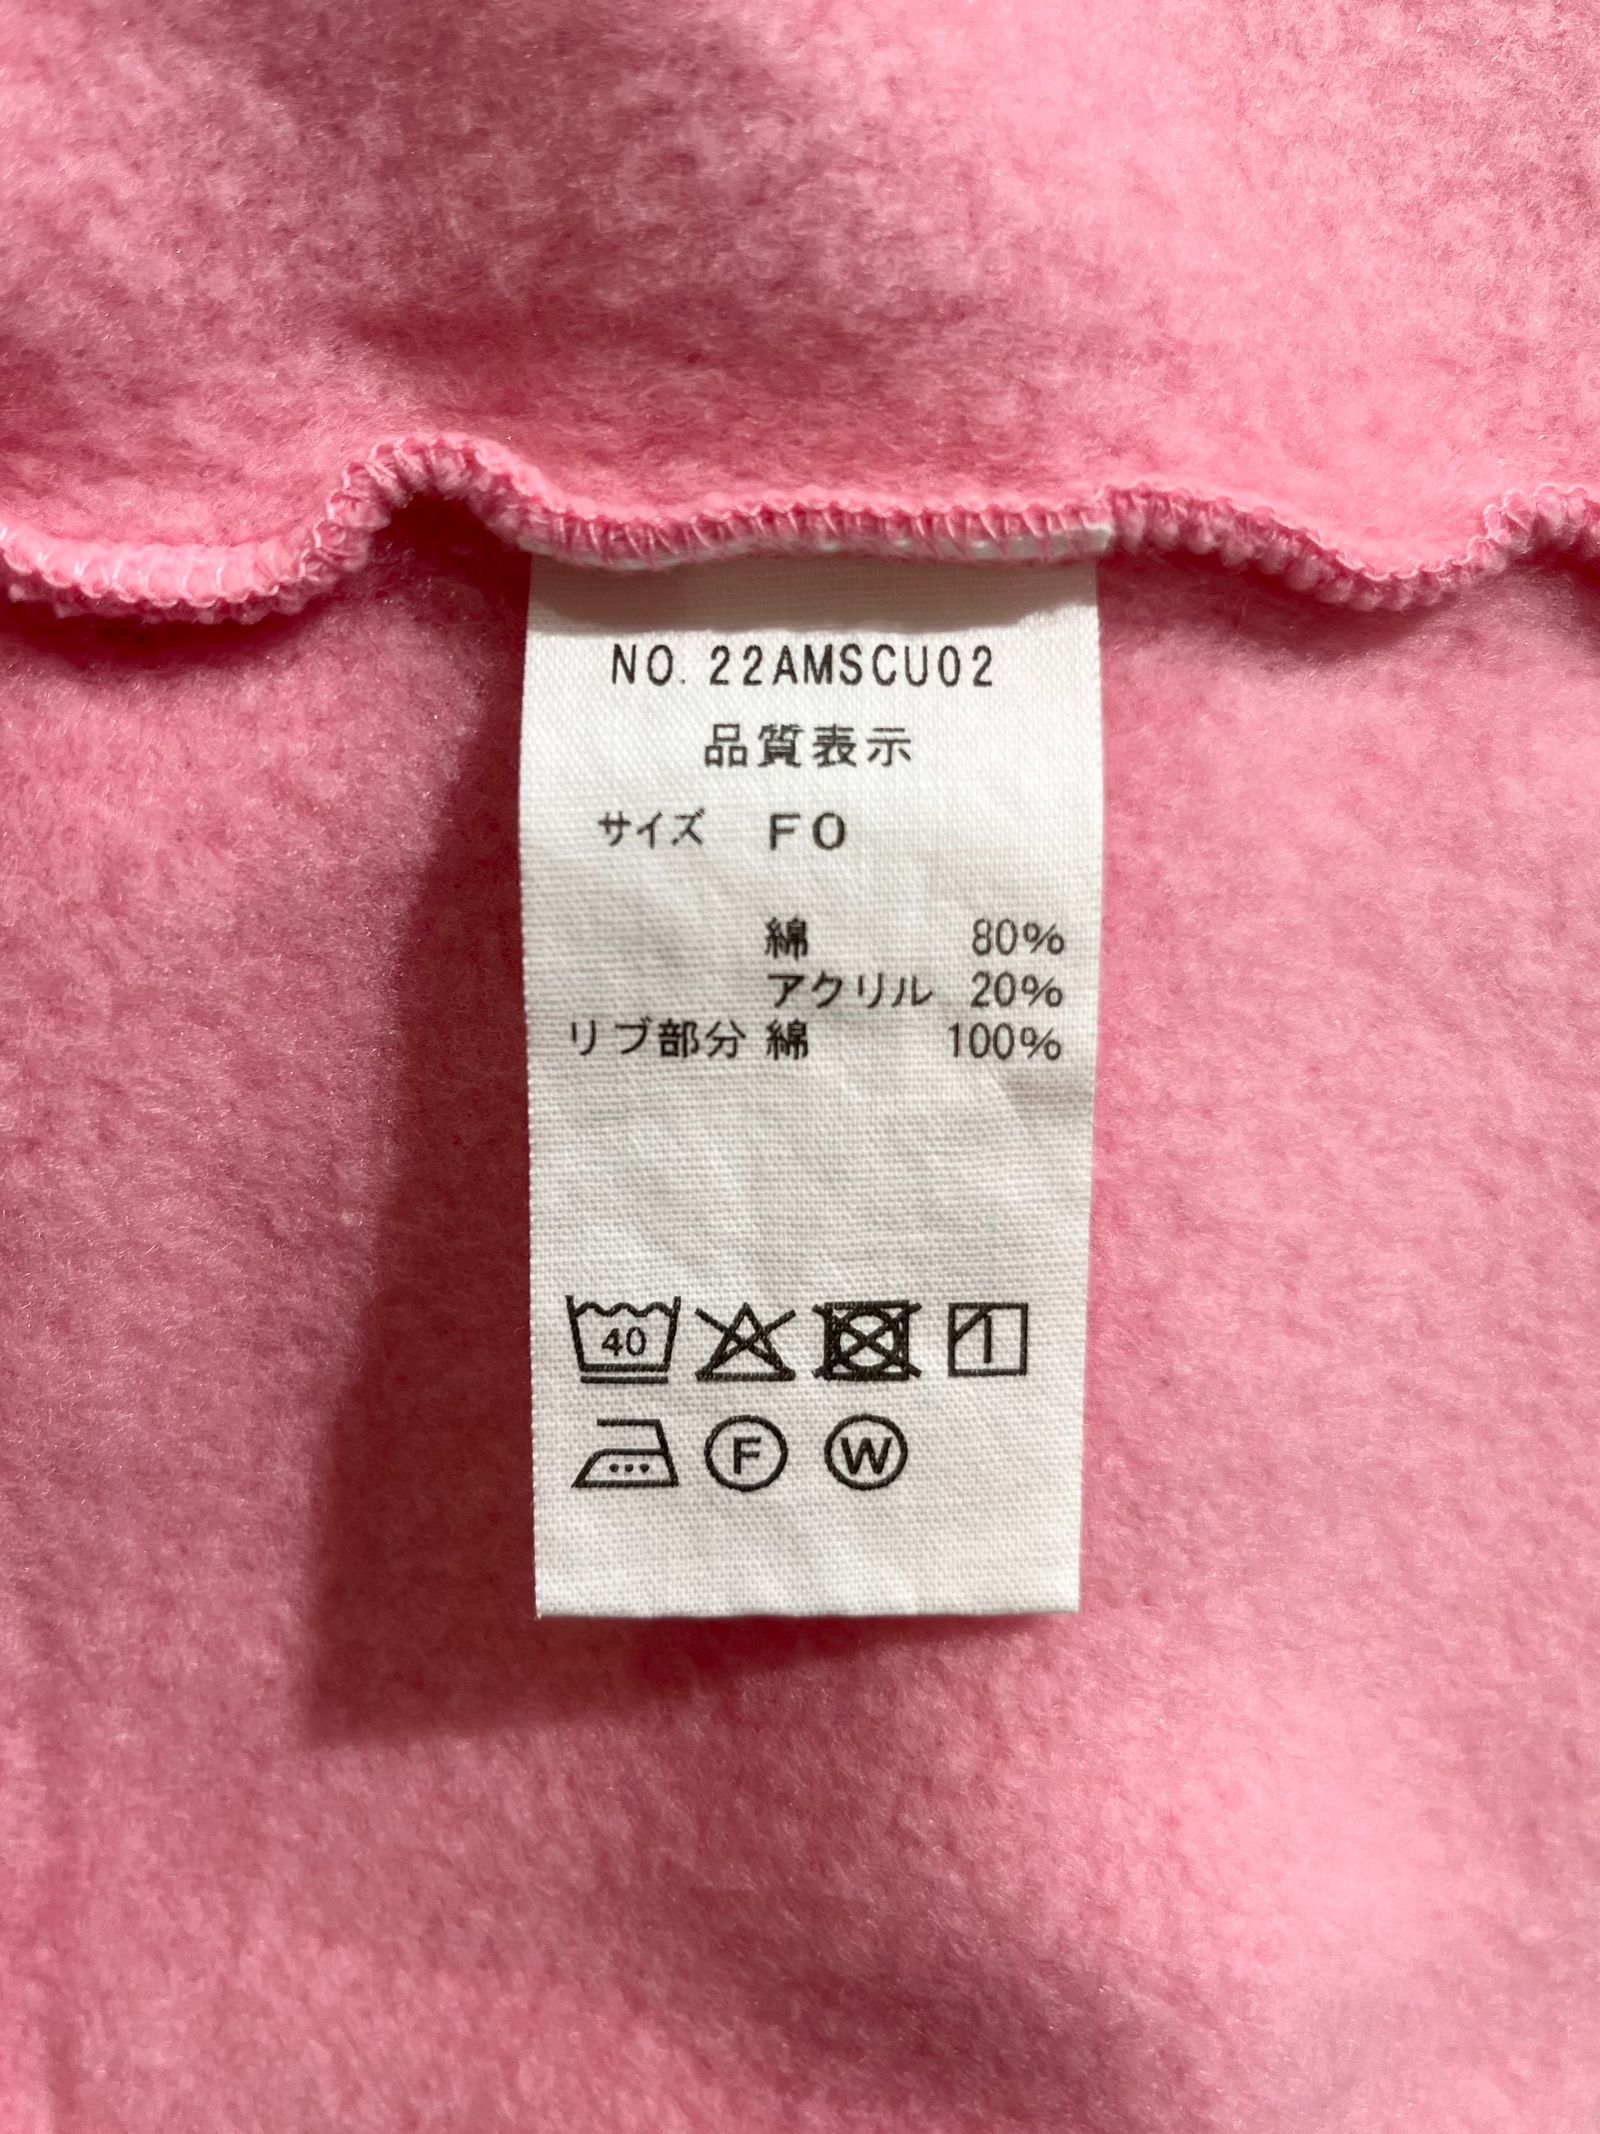 NO. 22AMSCU02
品質表示
サイズ FO
綿 80%
アクリル 20%
リブ部分 綿 100%
40
F W